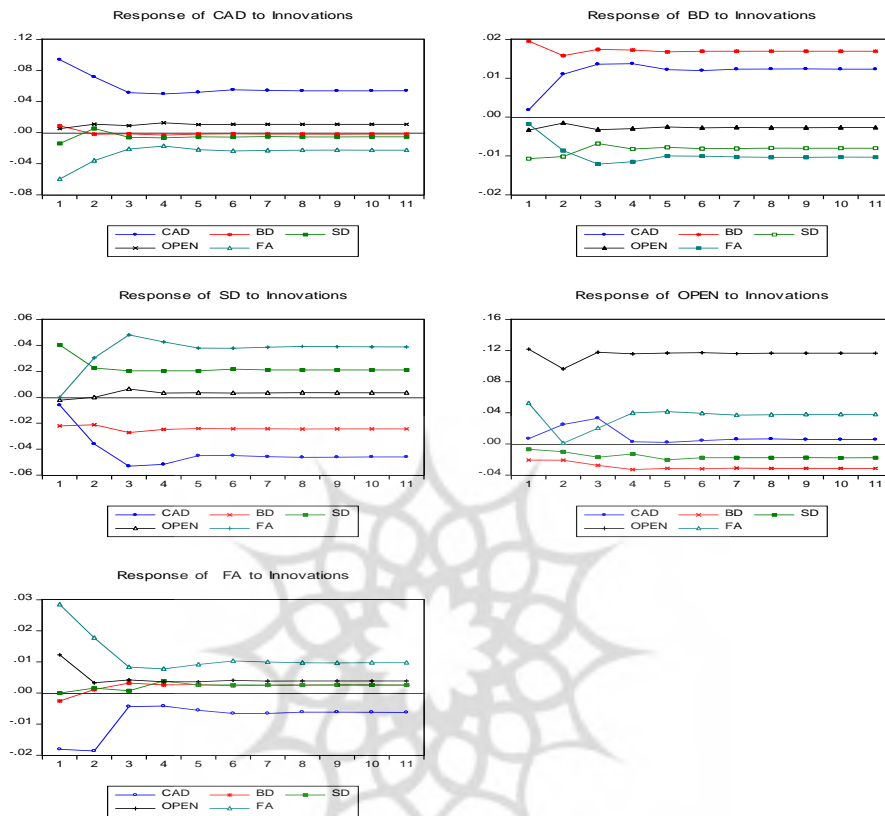 Response of CAD to Innovations
.12
.08
.04
.00
-.04
-.08
1 2 3 4 5 6 7 8 9 10 11
CAD BD SD
OPEN FA
Response of BD to Innovations
.02
.01
.00
-.01
-.02
1 2 3 4 5 6 7 8 9 10 11
CAD BD SD
OPEN FA
Response of SD to Innovations
.06
.04
.02
.00
-.02
-.04
-.06
1 2 3 4 5 6 7 8 9 10 11
CAD BD SD
OPEN FA
Response of OPEN to Innovations
.16
.12
.08
.04
.00
-.04
1 2 3 4 5 6 7 8 9 10 11
CAD BD SD
OPEN FA
Response of FA to Innovations
.03
.02
.01
.00
-.01
-.02
1 2 3 4 5 6 7 8 9 10 11
CAD BD SD
OPEN FA